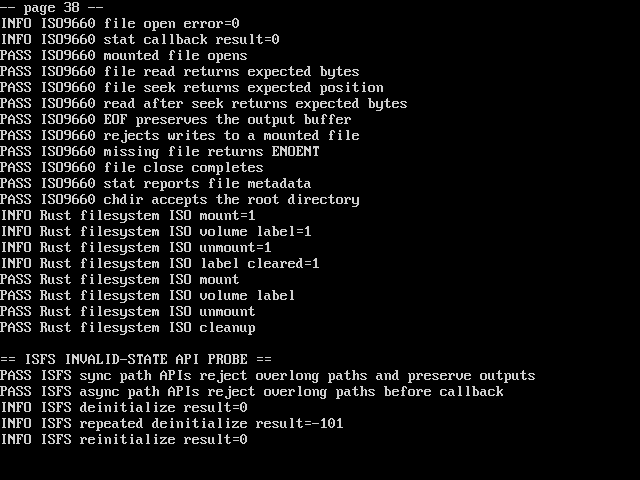 -- page 38 --
INFO ISO9660 file open error=0
INFO ISO9660 stat callback result=0
PASS ISO9660 mounted file opens
PASS ISO9660 file read returns expected bytes
PASS ISO9660 file seek returns expected position
PASS ISO9660 read after seek returns expected bytes
PASS ISO9660 EOF preserves the output buffer
PASS ISO9660 rejects writes to a mounted file
PASS ISO9660 missing file returns ENOENT
PASS ISO9660 file close completes
PASS ISO9660 stat reports file metadata
PASS ISO9660 chdir accepts the root directory
INFO Rust filesystem ISO mount=1
INFO Rust filesystem ISO volume label=1
INFO Rust filesystem ISO unmount=1
INFO Rust filesystem ISO label cleared=1
PASS Rust filesystem ISO mount
PASS Rust filesystem ISO volume label
PASS Rust filesystem ISO unmount
PASS Rust filesystem ISO cleanup
== ISFS INVALID-STATE API PROBE ==
PASS ISFS sync path APIs reject overlong paths and preserve outputs
PASS ISFS async path APIs reject overlong paths before callback
INFO ISFS deinitialize result=0
INFO ISFS repeated deinitialize result=-101
INFO ISFS reinitialize result=0